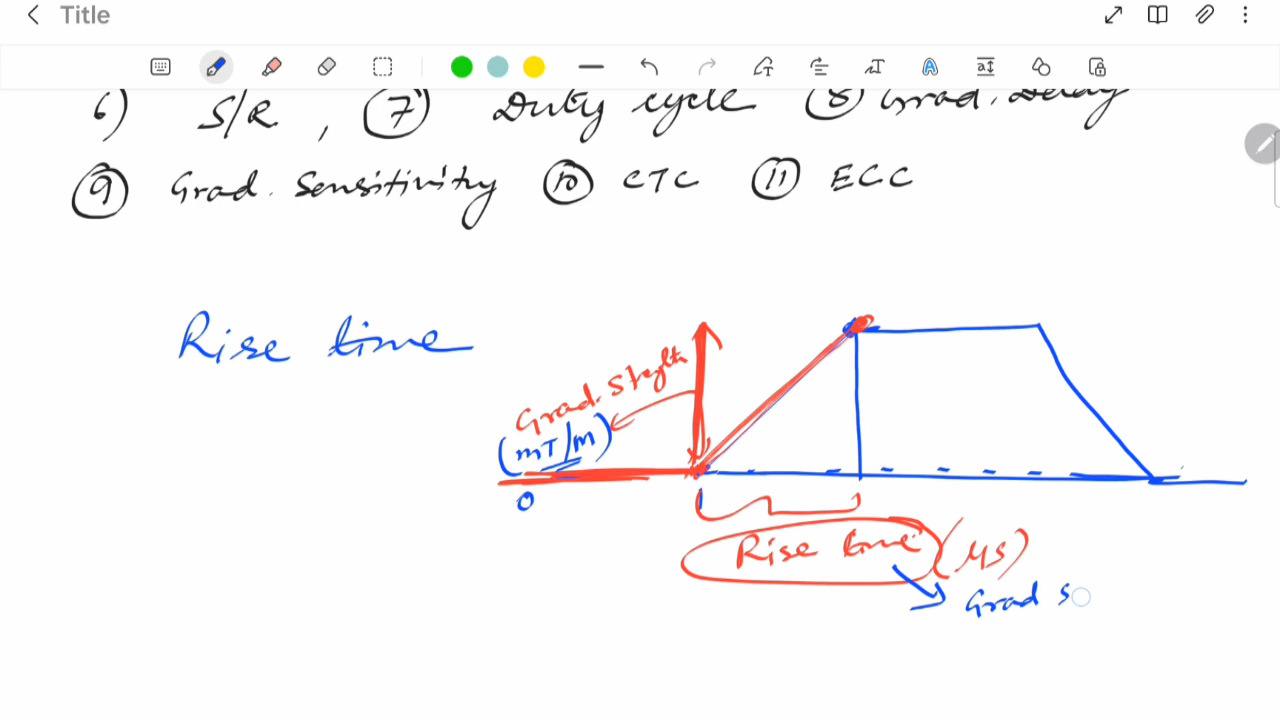 Title
6) S/R , (7) Duty cycle (8) Grad. Delay
(9) Grad. Sensitivity (10) CTC (11) ECC
Rise time
Grad. Stregth
(mT/m)
0
Rise time (μs)
Grad s